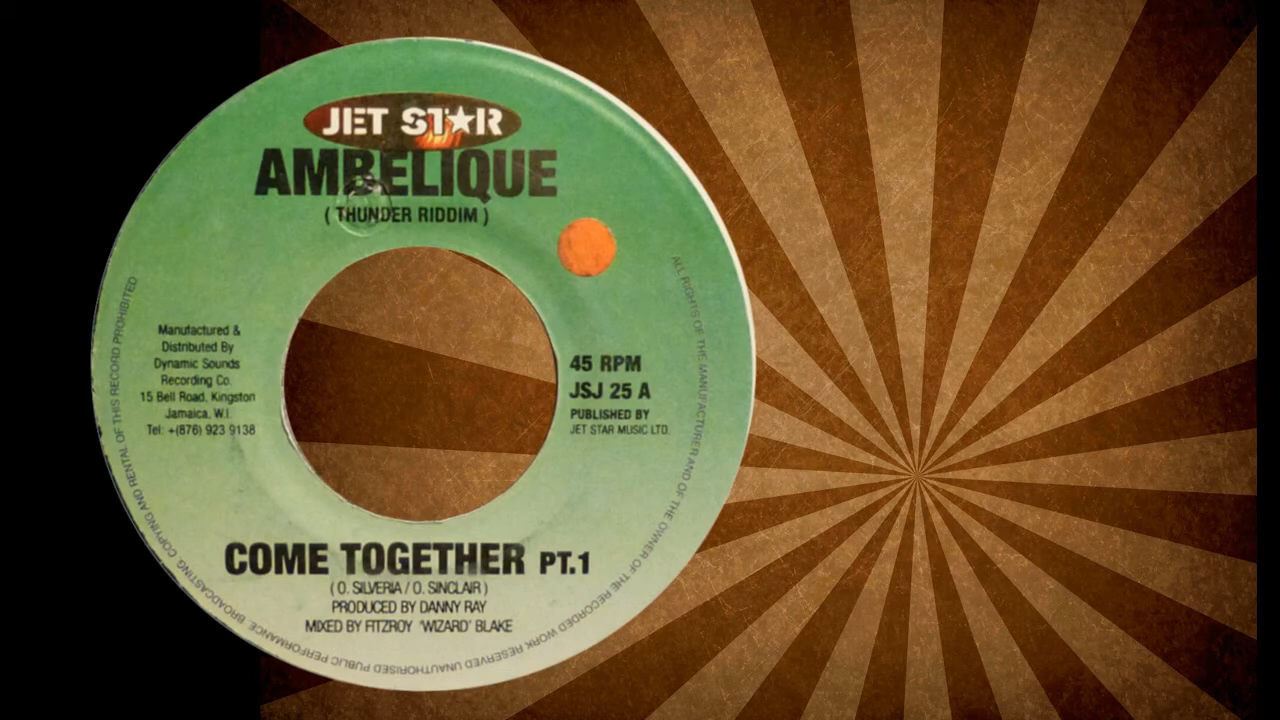 JET STAR
AMBELIQUE
( THUNDER RIDDIM )
Manufactured &
Distributed By
Dynamic Sounds
Recording Co.
15 Bell Road, Kingston
Jamaica, W.I.
Tel: +(876) 923 9138
45 RPM
JSJ 25 A
PUBLISHED BY
JET STAR MUSIC LTD.
COME TOGETHER PT.1
( O. SILVERIA / O. SINCLAIR )
PRODUCED BY DANNY RAY
MIXED BY FITZROY 'WIZARD' BLAKE
ALL RIGHTS OF THE MANUFACTURER AND OF THE OWNER OF THE RECORDED WORK RESERVED UNAUTHORISED PUBLIC PERFORMANCE. BROADCASTING. COPYING AND RENTAL OF THIS RECORD PROHIBITED